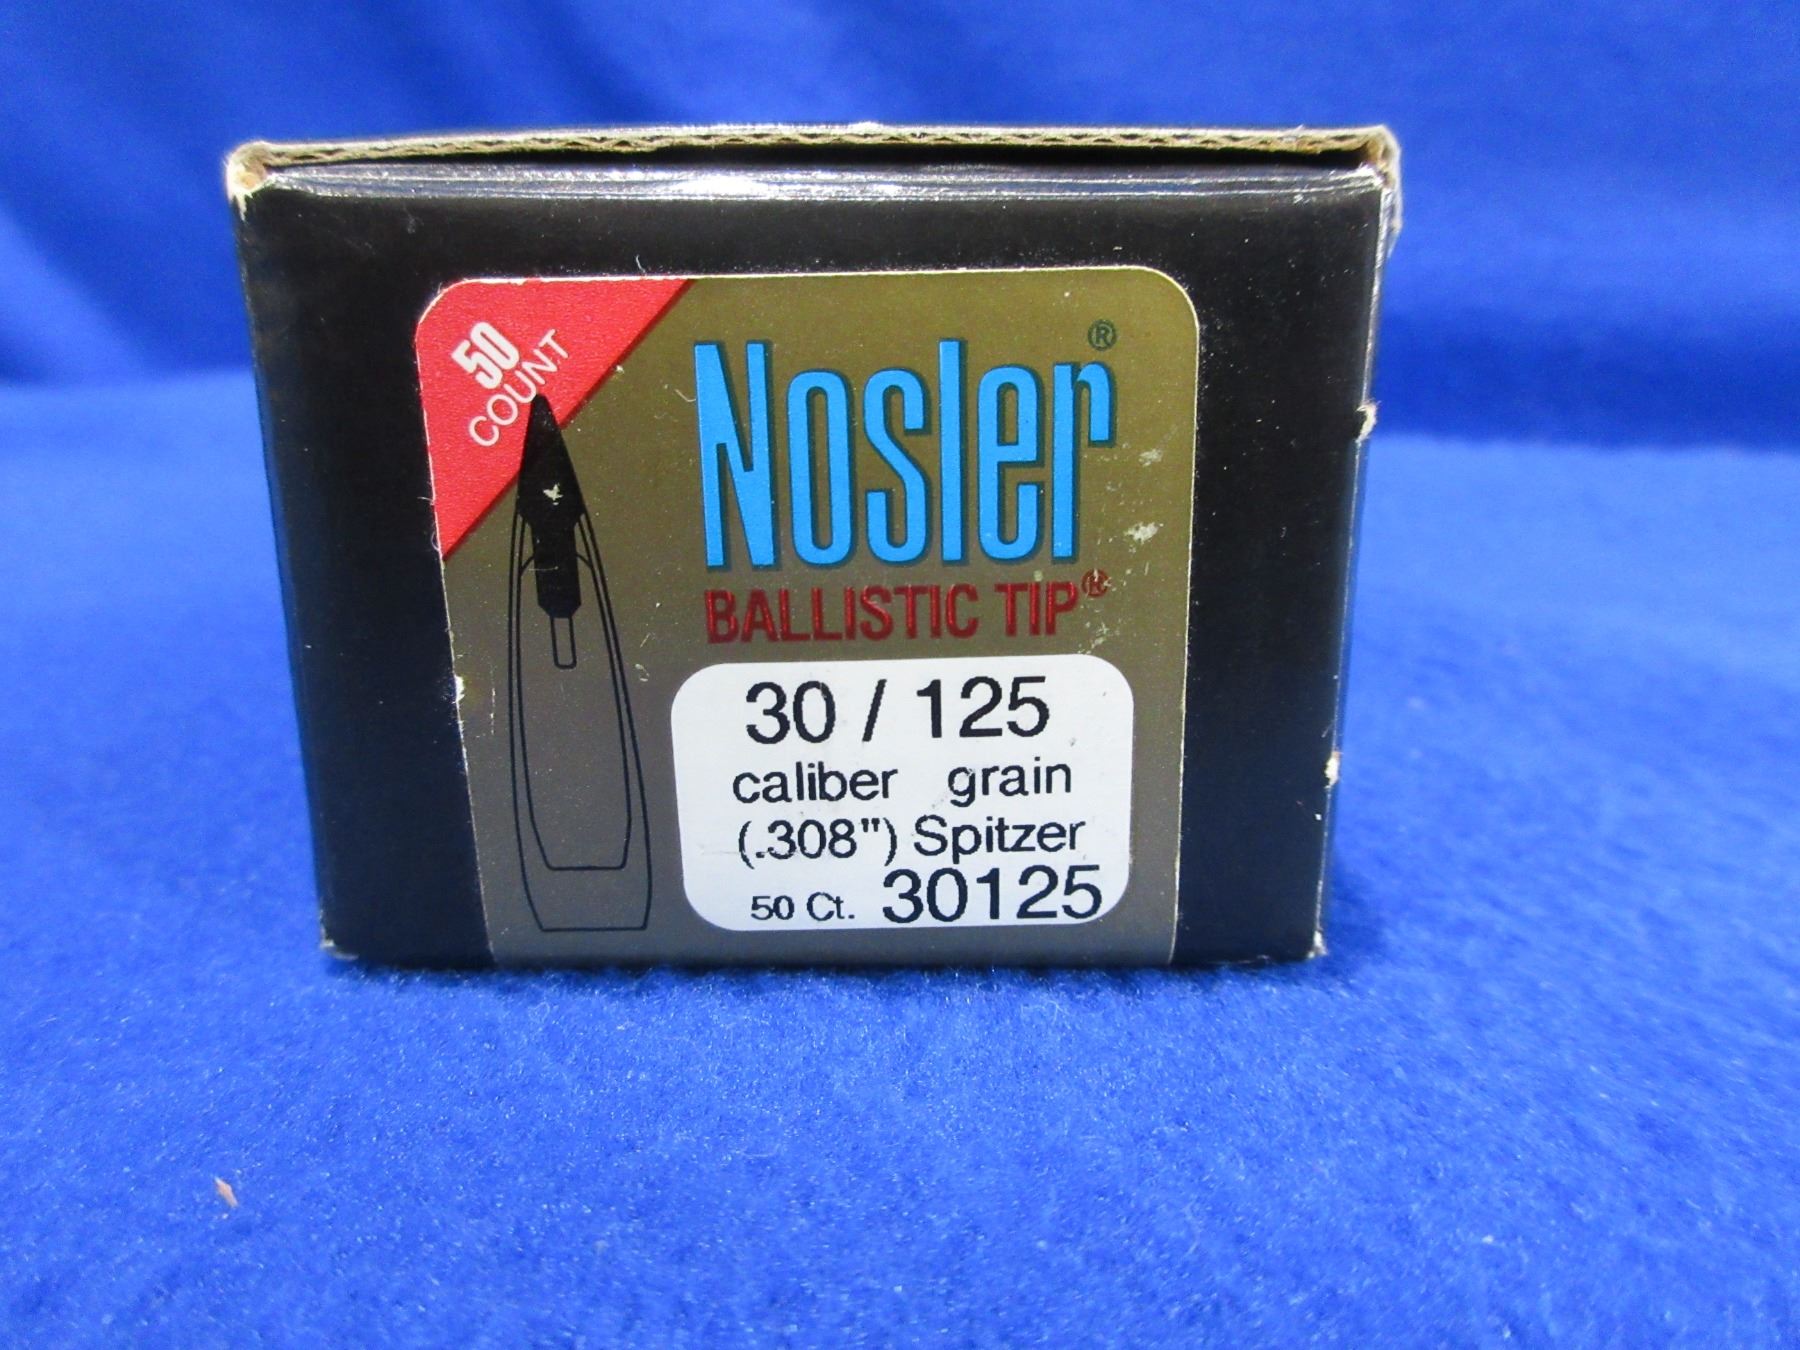 50
COUNT
Nosler®
BALLISTIC TIP®
30 / 125
caliber grain
(.308") Spitzer
50 Ct. 30125